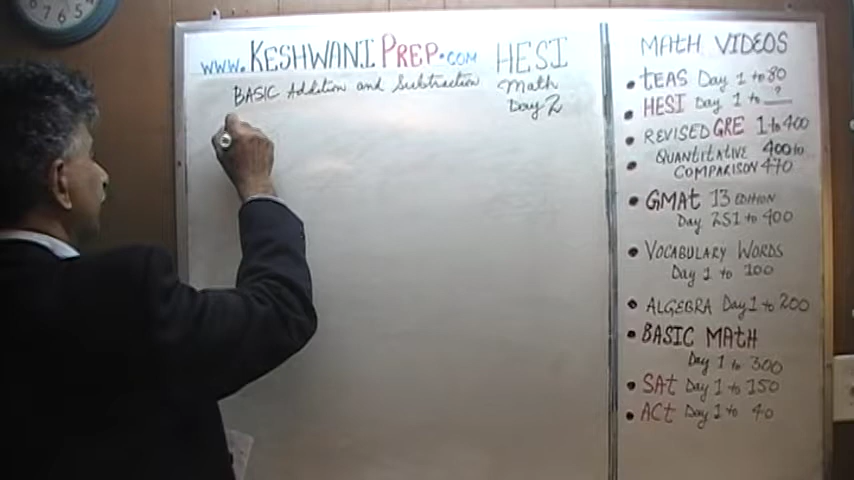 www.KESHWANI PREP.com
BASIC Addition and Subtraction
HESI
Math
Day 2
MATH VIDEOS
• tEAS Day 1 to 80
• HESI Day 1 to ?
• REVISED GRE 1 to 400
• QUANTITATIVE 400 to
COMPARISON 470
• GMAt 13 EDITION
Day 251 to 400
• VOCABULARY WORDS
Day 1 to 100
• ALGEBRA Day 1 to 200
• BASIC MATH
Day 1 to 300
• SAt Day 1 to 150
• ACt Day 1 to 40
7 6 5